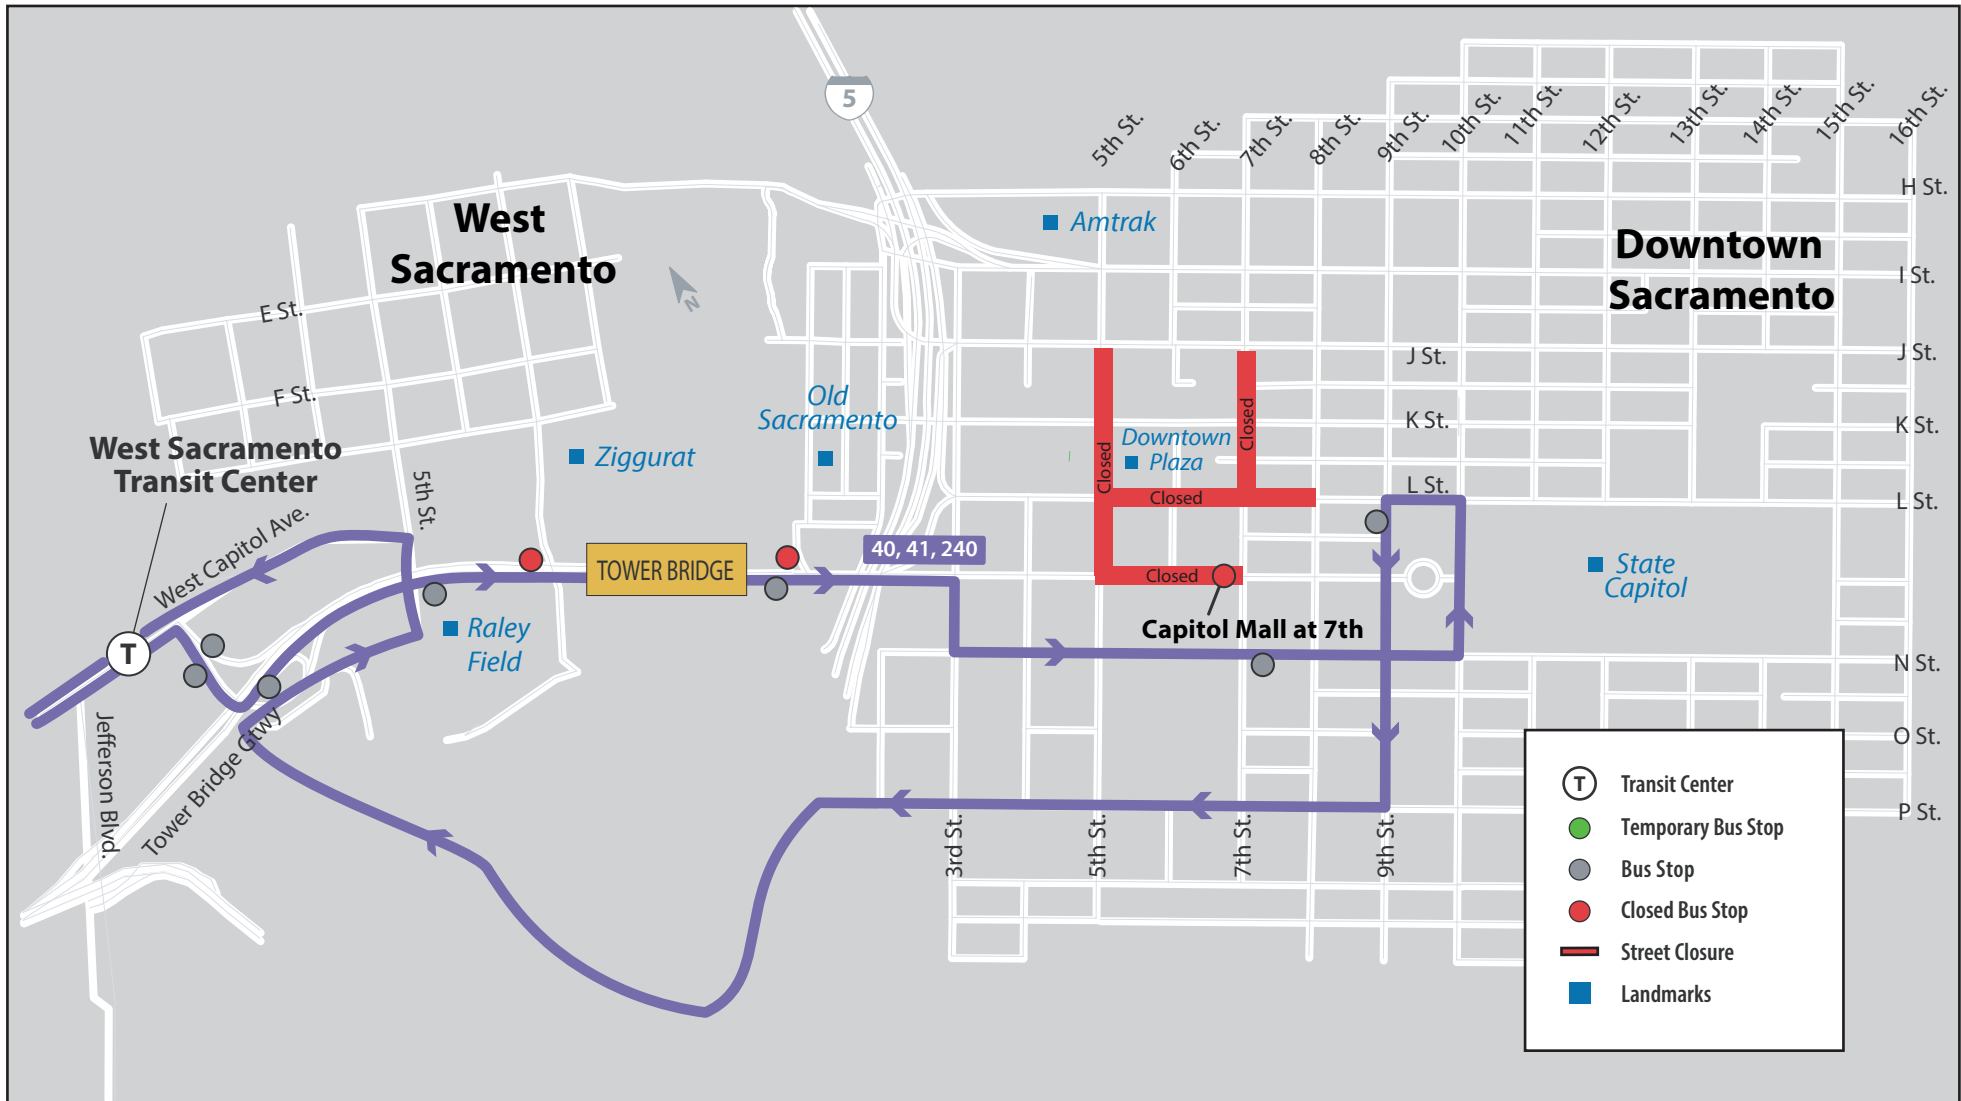 5
5th St.
6th St.
7th St.
8th St.
9th St.
10th St.
11th St.
12th St.
13th St.
14th St.
15th St.
16th St.
H St.
West
Sacramento
Amtrak
Downtown
Sacramento
I St.
N
E St.
J St.
J St.
F St.
Old
Sacramento
K St.
K St.
Closed
Closed
Downtown
Plaza
West Sacramento
Transit Center
Ziggurat
5th St.
L St.
L St.
Closed
West Capitol Ave.
40, 41, 240
TOWER BRIDGE
Closed
State
Capitol
Raley
Field
Capitol Mall at 7th
T
N St.
Jefferson Blvd.
Tower Bridge Gtwy
O St.
P St.
3rd St.
5th St.
7th St.
9th St.
T
Transit Center
Temporary Bus Stop
Bus Stop
Closed Bus Stop
Street Closure
Landmarks